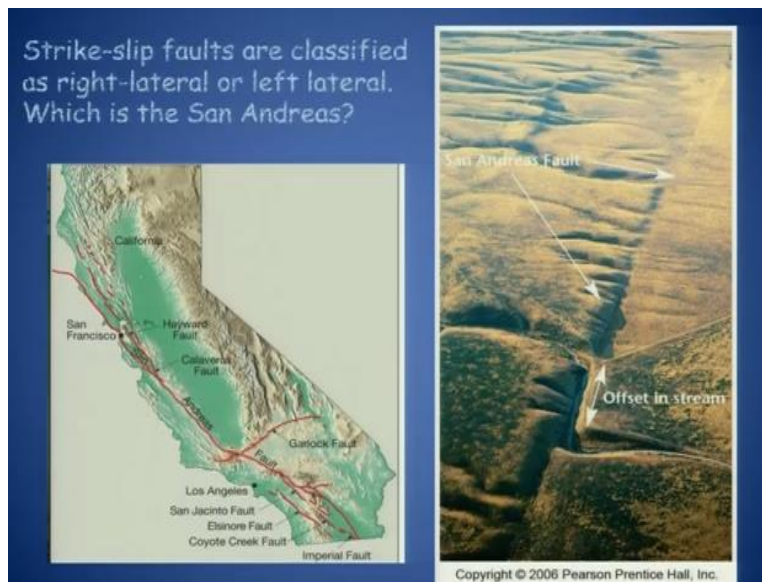 Strike-slip faults are classified
as right-lateral or left lateral.
Which is the San Andreas?
California
San
Francisco
Hayward
Fault
Calaveras
Fault
San
Andreas
Fault
Garlock Fault
Los Angeles
San Jacinto Fault
Elsinore Fault
Coyote Creek Fault
Imperial Fault
San Andreas Fault
Offset in stream
Copyright © 2006 Pearson Prentice Hall, Inc.